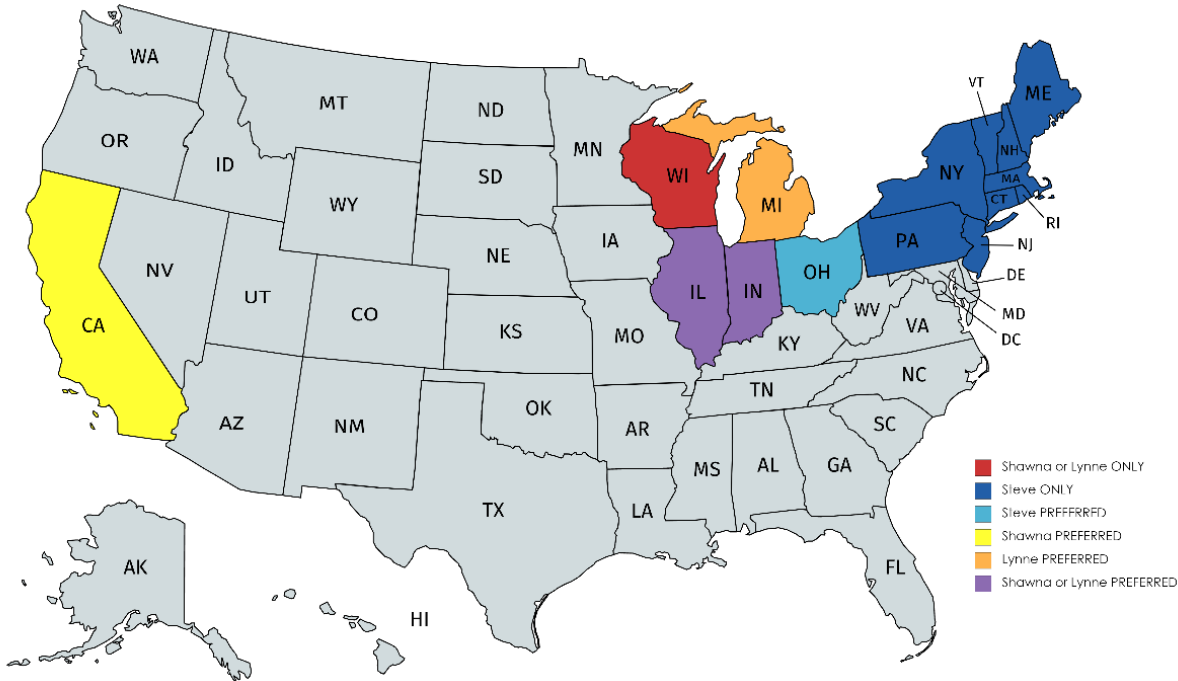 WA
MT
ND
MN
OR
ID
SD
WY
WI
MI
VT
ME
NH
NY
MA
CT
RI
NV
NE
IA
PA
NJ
UT
CO
IL
IN
OH
DE
CA
KS
MO
WV
VA
MD
KY
DC
AZ
NM
OK
AR
TN
NC
SC
MS
AL
GA
TX
LA
FL
AK
HI
Shawna or Lynne ONLY
Steve ONLY
Steve PREFERRED
Shawna PREFERRED
Lynne PREFERRED
Shawna or Lynne PREFERRED